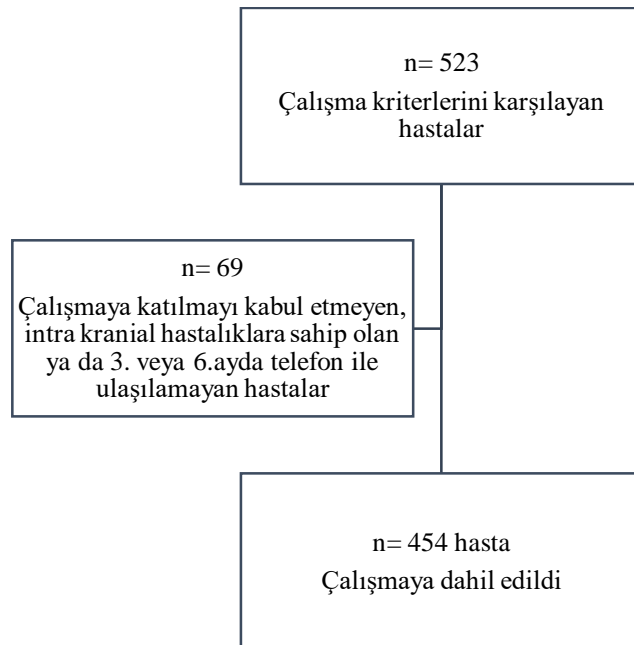 n= 523
Çalışma kriterlerini karşılayan
hastalar
n= 69
Çalışmaya katılmayı kabul etmeyen,
intra kranial hastalıklara sahip olan
ya da 3. veya 6.ayda telefon ile
ulaşılamayan hastalar
n= 454 hasta
Çalışmaya dahil edildi